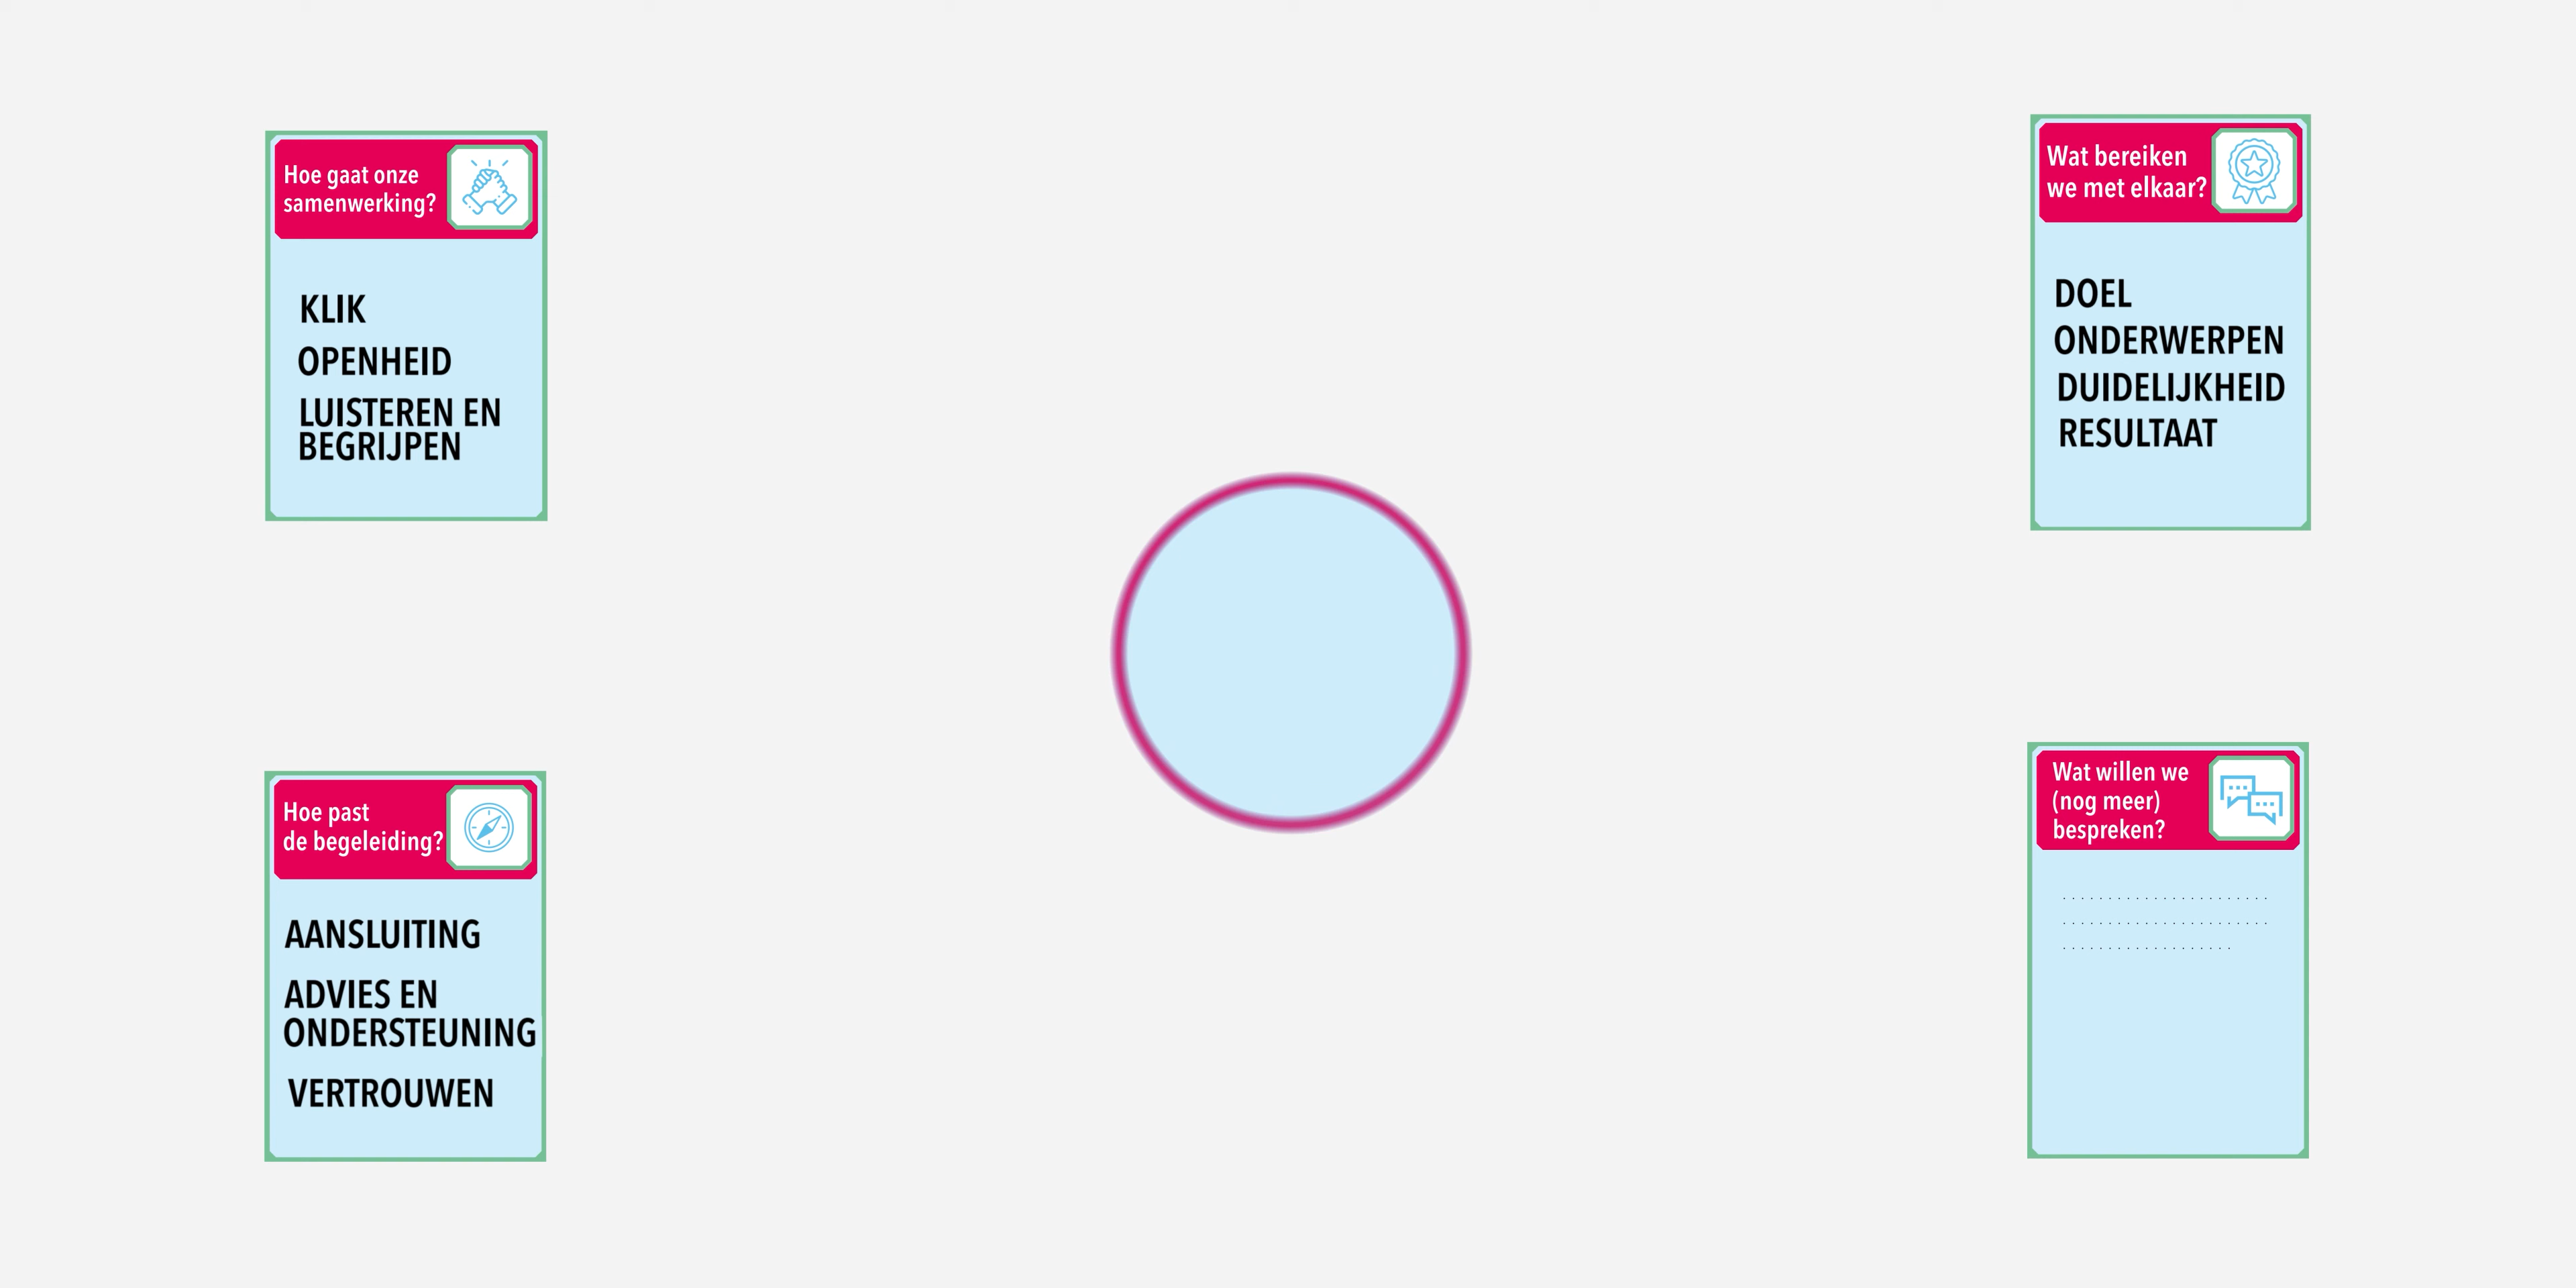 Hoe gaat onze
samenwerking?
KLIK
OPENHEID
LUISTEREN EN
BEGRIJPEN
Wat bereiken
we met elkaar?
DOEL
ONDERWERPEN
DUIDELIJKHEID
RESULTAAT
Hoe past
de begeleiding?
AANSLUITING
ADVIES EN
ONDERSTEUNING
VERTROUWEN
Wat willen we
(nog meer)
bespreken?